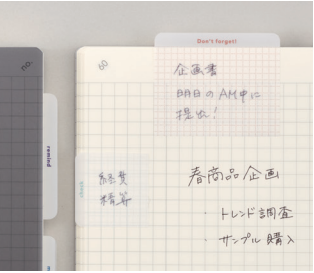 no.
no.
Don't forget!
企画書
明日のAM中に
提出！
remind
経費
精算
春商品企画
・トレンド調査
・サンプル購入